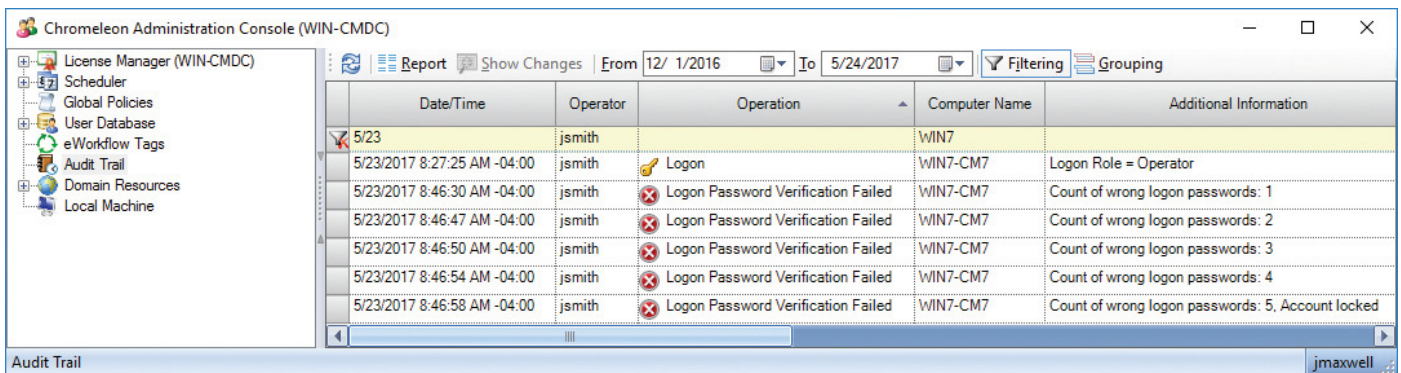 Chromeleon Administration Console (WIN-CMDC)
License Manager (WIN-CMDC)
Scheduler
Global Policies
User Database
eWorkflow Tags
Audit Trail
Domain Resources
Local Machine
Report Show Changes From 12/ 1/2016 To 5/24/2017 Filtering Grouping
Date/Time Operator Operation Computer Name Additional Information
5/23 jsmith WIN7
5/23/2017 8:27:25 AM -04:00 jsmith Logon WIN7-CM7 Logon Role = Operator
5/23/2017 8:46:30 AM -04:00 jsmith Logon Password Verification Failed WIN7-CM7 Count of wrong logon passwords: 1
5/23/2017 8:46:47 AM -04:00 jsmith Logon Password Verification Failed WIN7-CM7 Count of wrong logon passwords: 2
5/23/2017 8:46:50 AM -04:00 jsmith Logon Password Verification Failed WIN7-CM7 Count of wrong logon passwords: 3
5/23/2017 8:46:54 AM -04:00 jsmith Logon Password Verification Failed WIN7-CM7 Count of wrong logon passwords: 4
5/23/2017 8:46:58 AM -04:00 jsmith Logon Password Verification Failed WIN7-CM7 Count of wrong logon passwords: 5, Account locked
Audit Trail jmaxwell